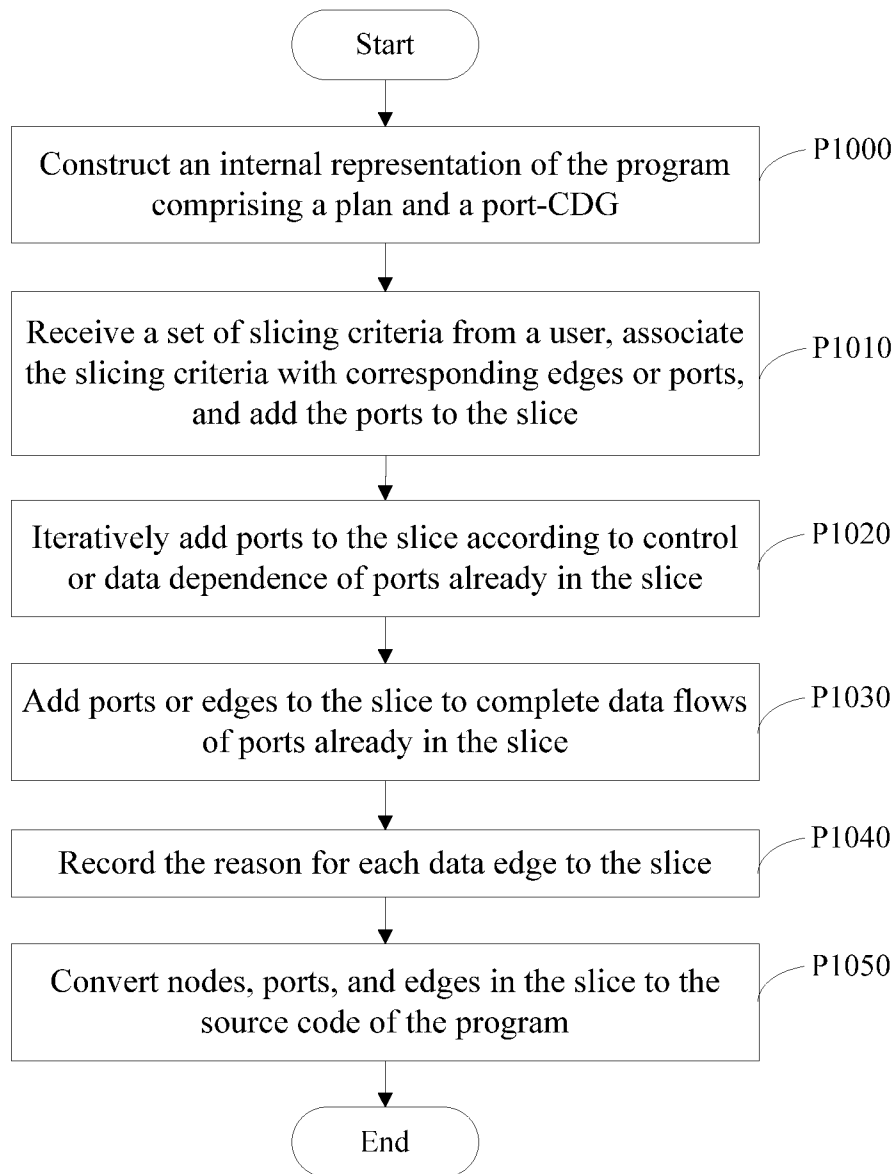 Start
Construct an internal representation of the program
comprising a plan and a port-CDG
P1000
Receive a set of slicing criteria from a user, associate
the slicing criteria with corresponding edges or ports,
and add the ports to the slice
P1010
Iteratively add ports to the slice according to control
or data dependence of ports already in the slice
P1020
Add ports or edges to the slice to complete data flows
of ports already in the slice
P1030
Record the reason for each data edge to the slice
P1040
Convert nodes, ports, and edges in the slice to the
source code of the program
P1050
End